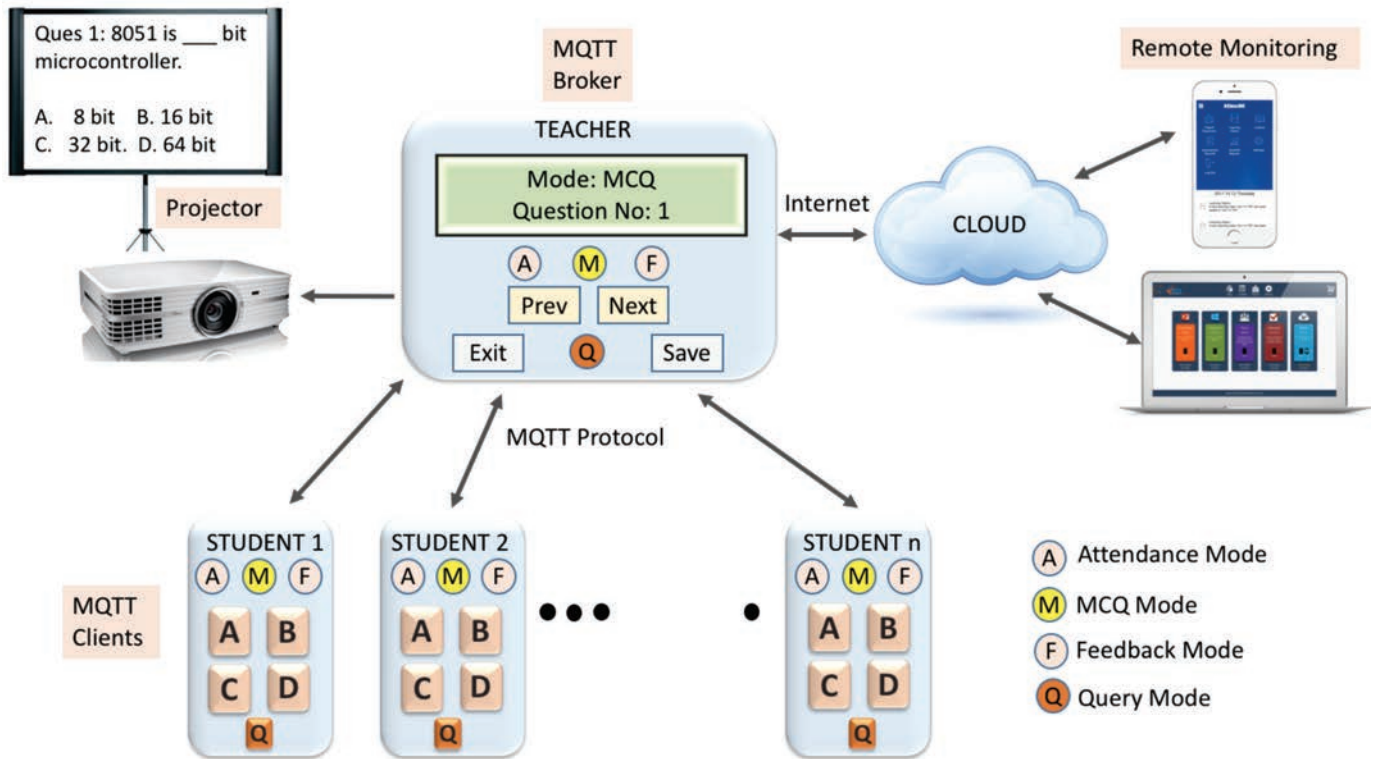 Ques 1: 8051 is ___ bit
microcontroller.
A. 8 bit B. 16 bit
C. 32 bit. D. 64 bit
Projector
MQTT
Broker
TEACHER
Mode: MCQ
Question No: 1
A M F
Prev Next
Exit Q Save
Internet
CLOUD
Remote Monitoring
MQTT Protocol
MQTT
Clients
STUDENT 1
A M F
A B
C D
Q
STUDENT 2
A M F
A B
C D
Q
STUDENT n
A M F
A B
C D
Q
A Attendance Mode
M MCQ Mode
F Feedback Mode
Q Query Mode